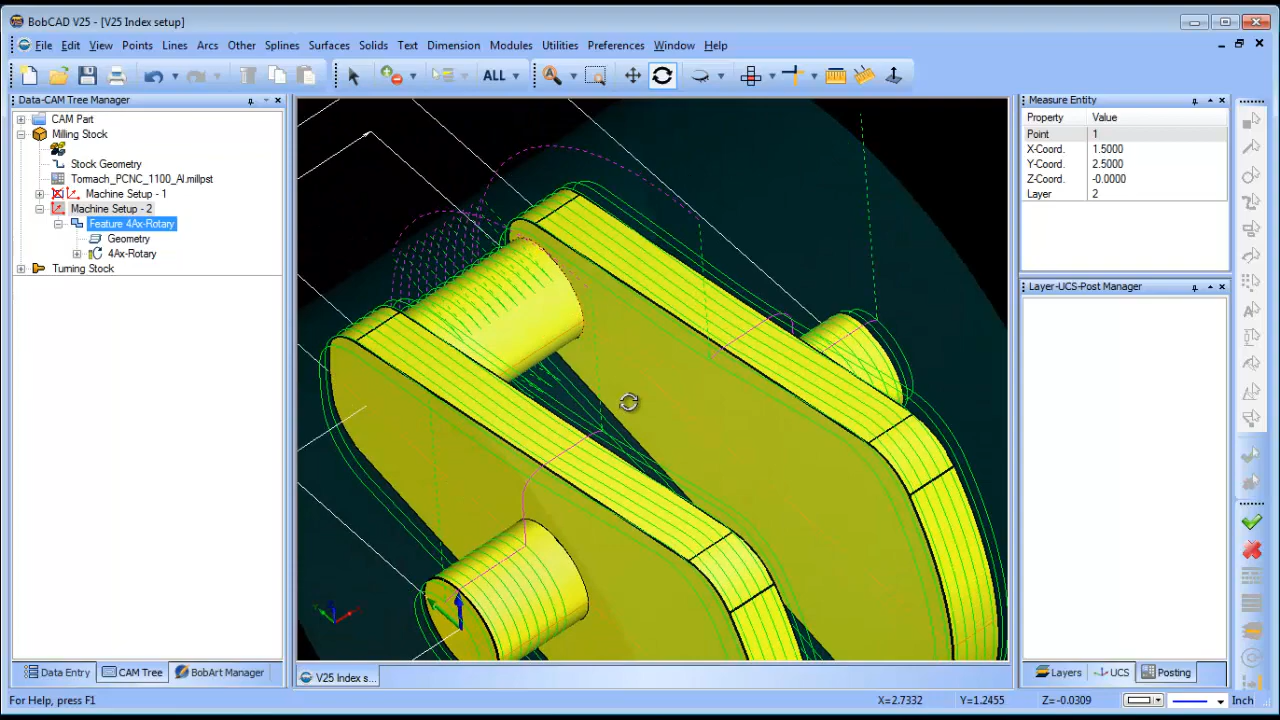 BobCAD V25 - [V25 Index setup]
File Edit View Points Lines Arcs Other Splines Surfaces Solids Text Dimension Modules Utilities Preferences Window Help
ALL
Data-CAM Tree Manager
CAM Part
Milling Stock
Stock Geometry
Tormach_PCNC_1100_Al.millpst
Machine Setup - 1
Machine Setup - 2
Feature 4Ax-Rotary
Geometry
4Ax-Rotary
Turning Stock
Data Entry CAM Tree BobArt Manager
V25 Index s...
Measure Entity
Property Value
Point 1
X-Coord. 1.5000
Y-Coord. 2.5000
Z-Coord. -0.0000
Layer 2
Layer-UCS-Post Manager
Layers UCS Posting
For Help, press F1
X=2.7332 Y=1.2455 Z=-0.0309 Inch